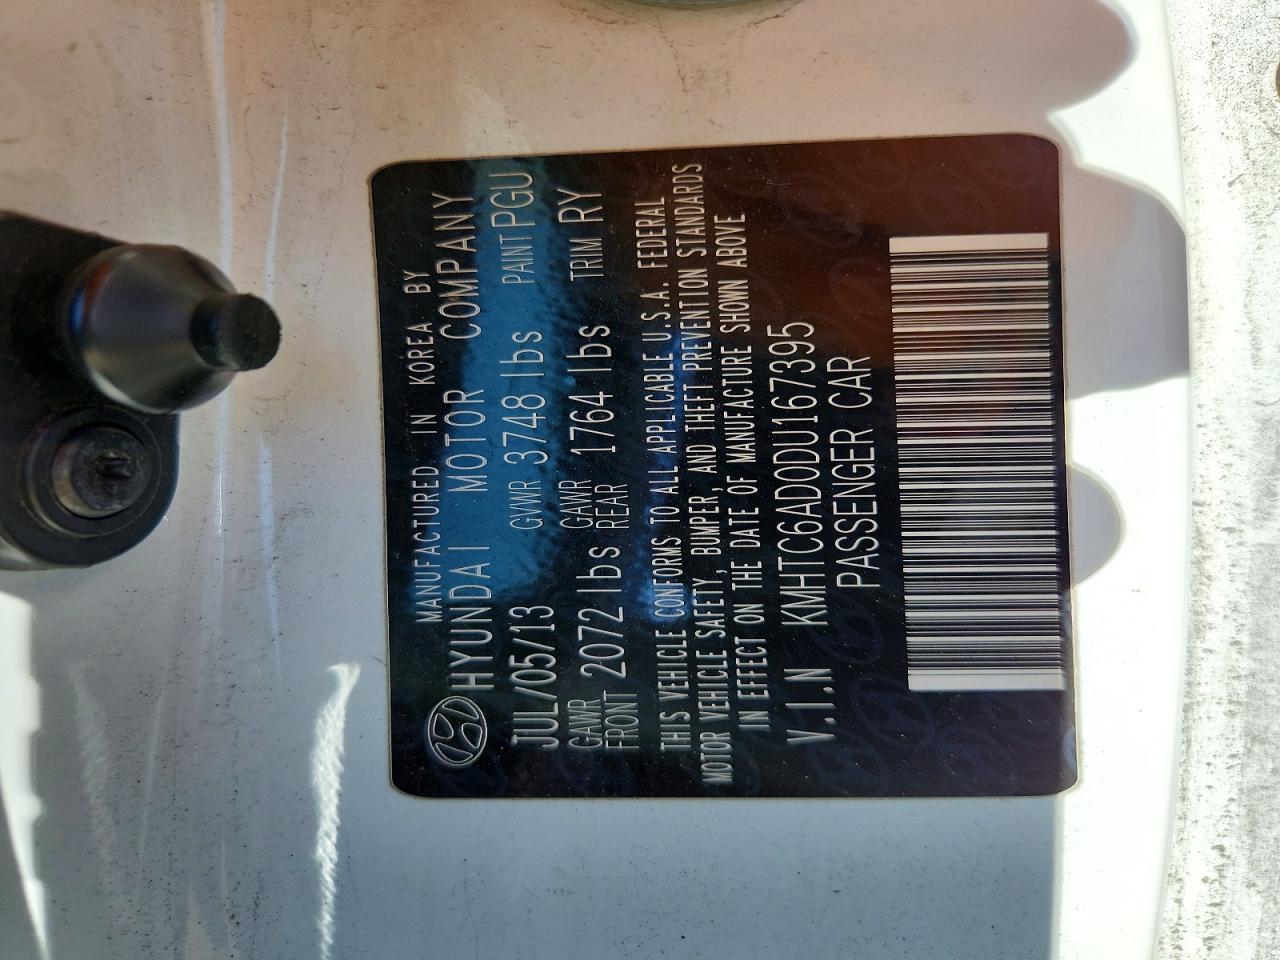 MANUFACTURED IN KOREA BY
HYUNDAI MOTOR COMPANY
JUL/05/13 GVWR 3748 lbs PAINT PGU
GAWR FRONT 2072 lbs GAWR REAR 1764 lbs TRIM RY
THIS VEHICLE CONFORMS TO ALL APPLICABLE U.S.A. FEDERAL
MOTOR VEHICLE SAFETY, BUMPER, AND THEFT PREVENTION STANDARDS
IN EFFECT ON THE DATE OF MANUFACTURE SHOWN ABOVE
V.I.N KMHTC6AD0DU167395
PASSENGER CAR